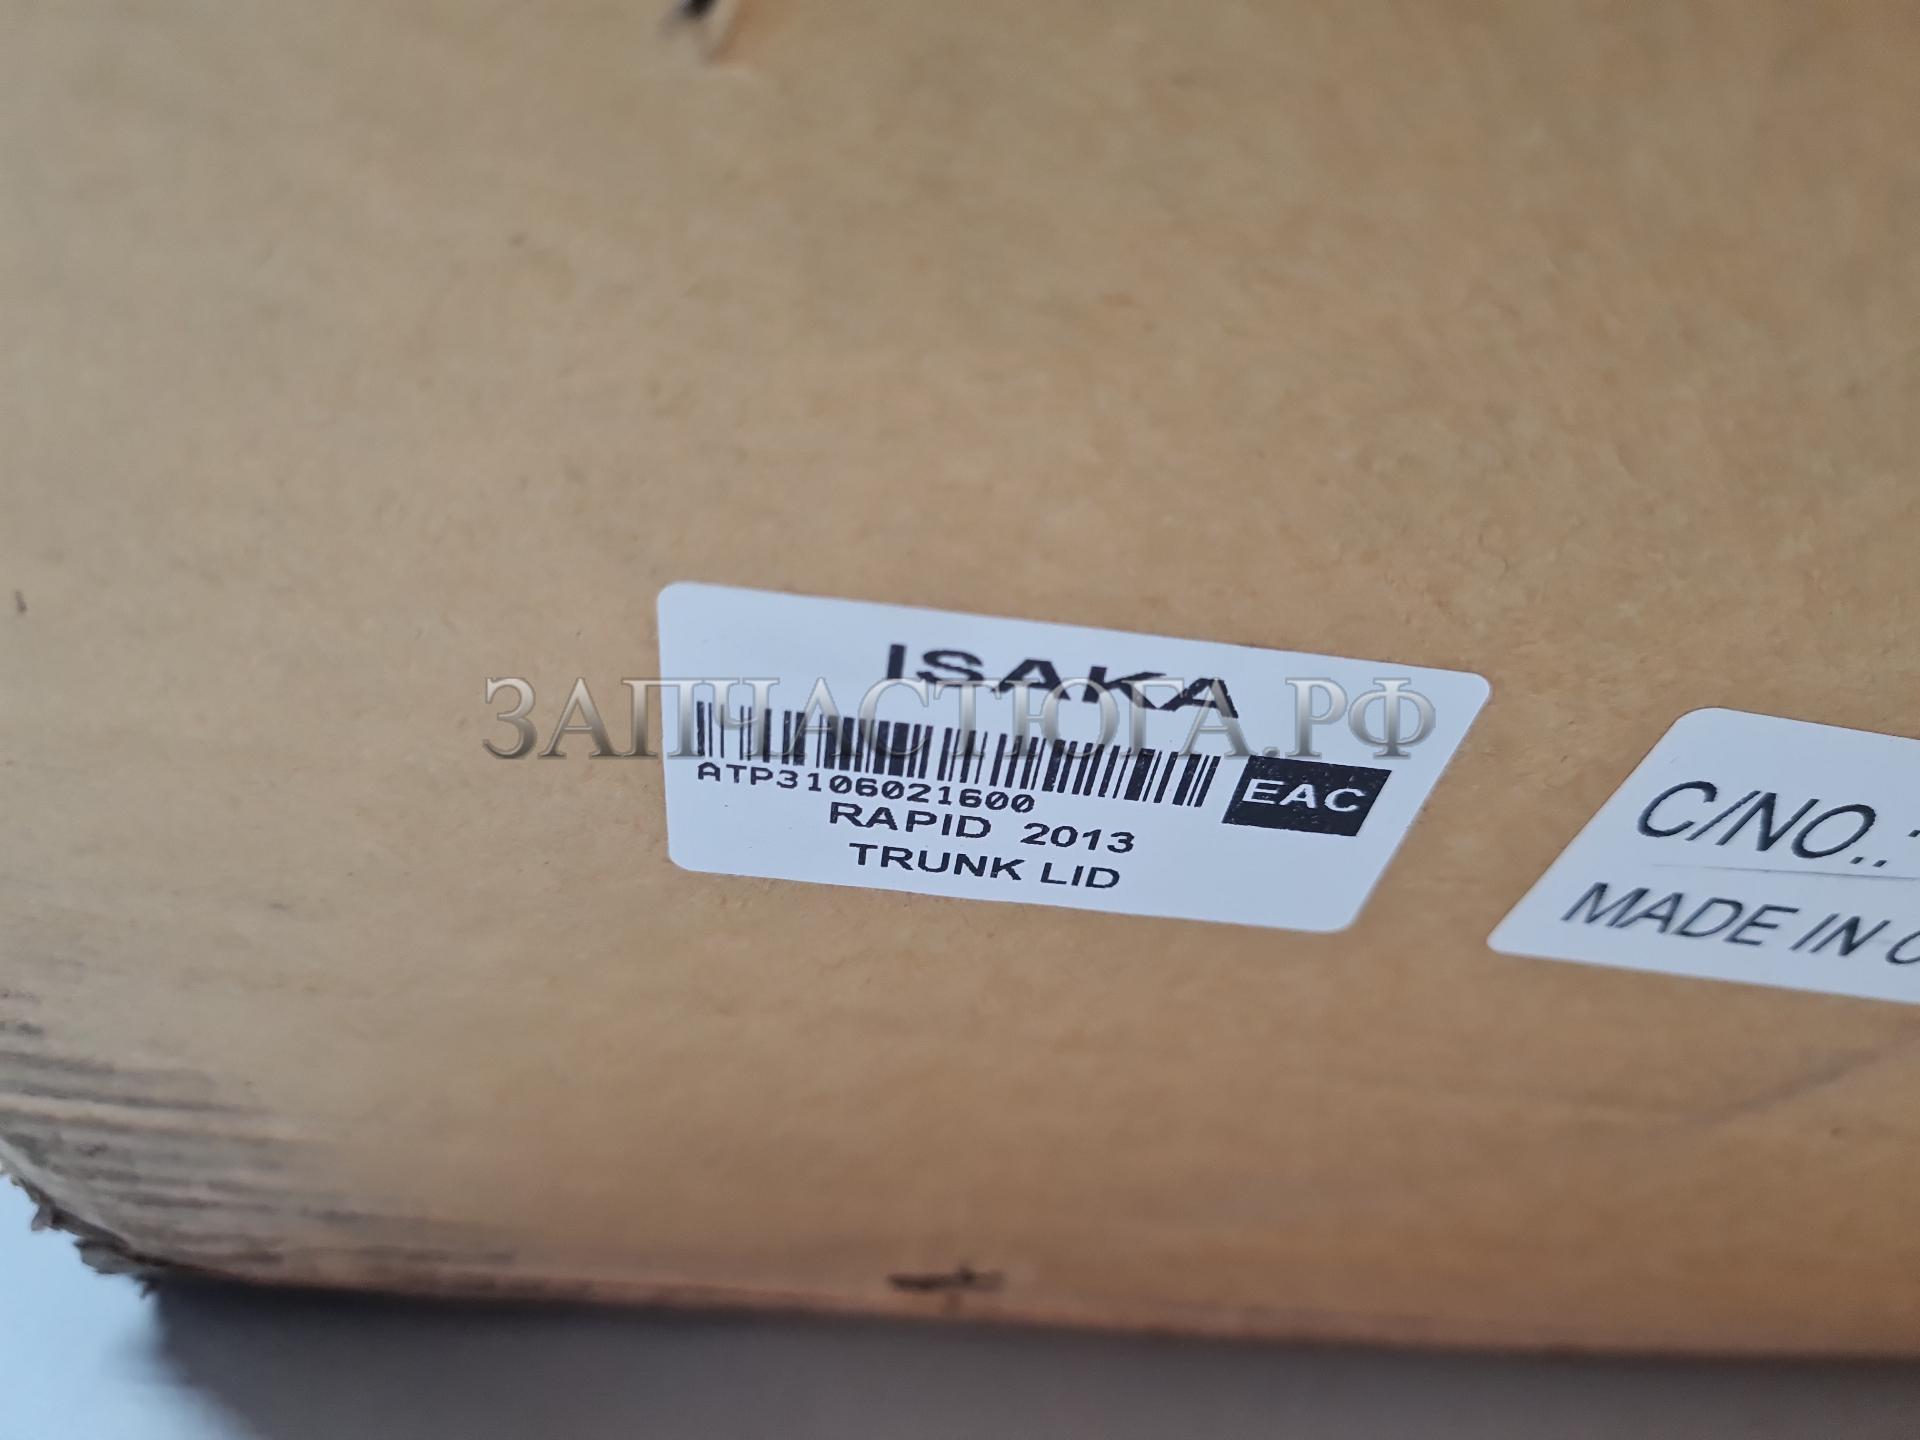 ISAKA
ЗАПЧАСТЮГА.РФ
ATP3106021600
EAC
RAPID 2013
TRUNK LID
C/NO.:
MADE IN